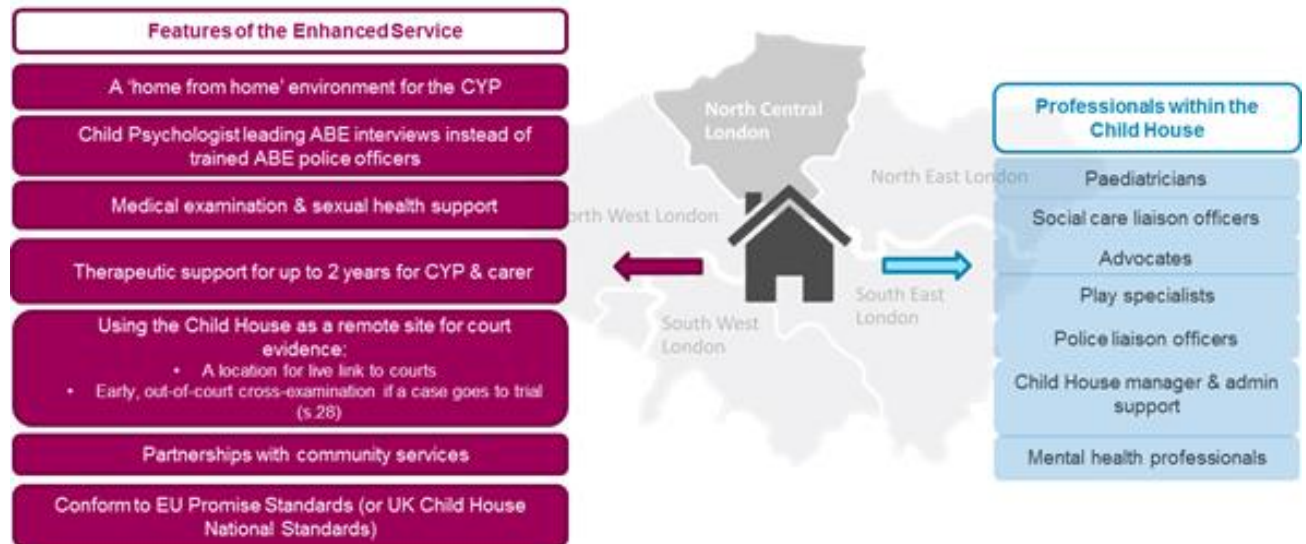 Features of the Enhanced Service
A 'home from home' environment for the CYP
Child Psychologist leading ABE interviews instead of
trained ABE police officers
Medical examination & sexual health support
Therapeutic support for up to 2 years for CYP & carer
Using the Child House as a remote site for court
evidence:
• A location for live link to courts
• Early, out-of-court cross-examination if a case goes to trial
(s.28)
Partnerships with community services
Conform to EU Promise Standards (or UK Child House
National Standards)
North Central
London
North East London
orth West London
South West
London
South East
London
Professionals within the
Child House
Paediatricians
Social care liaison officers
Advocates
Play specialists
Police liaison officers
Child House manager & admin
support
Mental health professionals